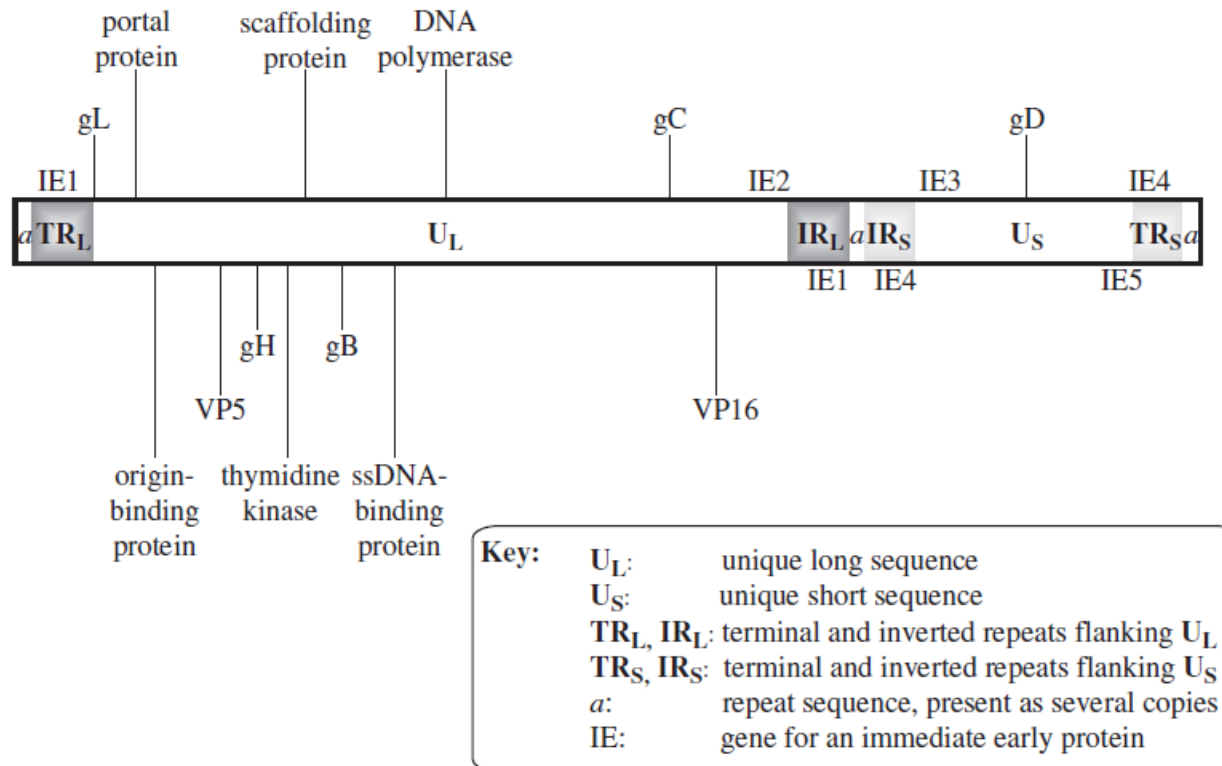 portal protein
scaffolding protein
DNA polymerase
gL
gC
gD
IE1
IE2
IE3
IE4
a TRL UL IRL a IRS US TRS a
IE1
IE4
IE5
gH
gB
VP5
VP16
origin-
binding
protein
thymidine
kinase
ssDNA-
binding
protein
Key:
UL: unique long sequence
US: unique short sequence
TRL, IRL: terminal and inverted repeats flanking UL
TRS, IRS: terminal and inverted repeats flanking US
a: repeat sequence, present as several copies
IE: gene for an immediate early protein